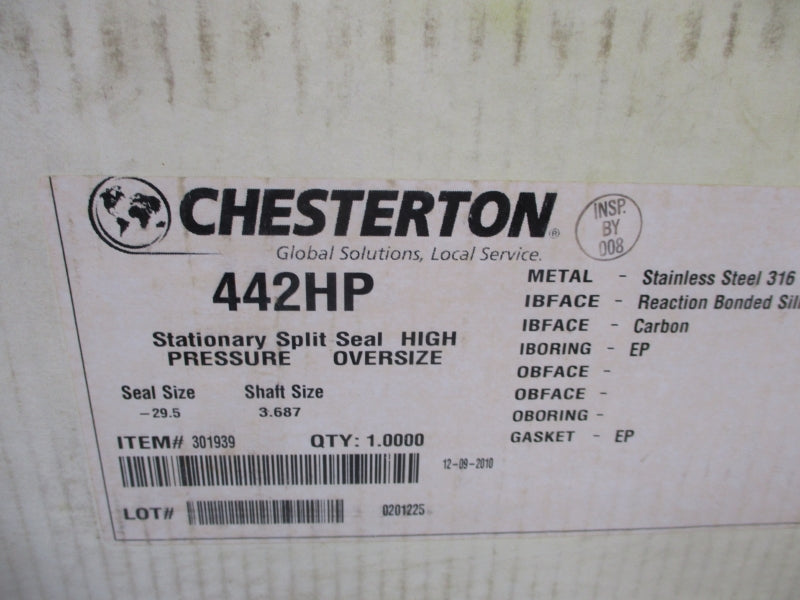 CHESTERTON®
Global Solutions, Local Service.
INSP.
BY
008
442HP
Stationary Split Seal HIGH
PRESSURE OVERSIZE
Seal Size Shaft Size
-29.5 3.687
ITEM# 301939 QTY: 1.0000
12-09-2010
LOT# 0201225
METAL - Stainless Steel 316
IBFACE - Reaction Bonded
IBFACE - Carbon
IBORING - EP
OBFACE -
OBFACE -
OBORING -
GASKET - EP